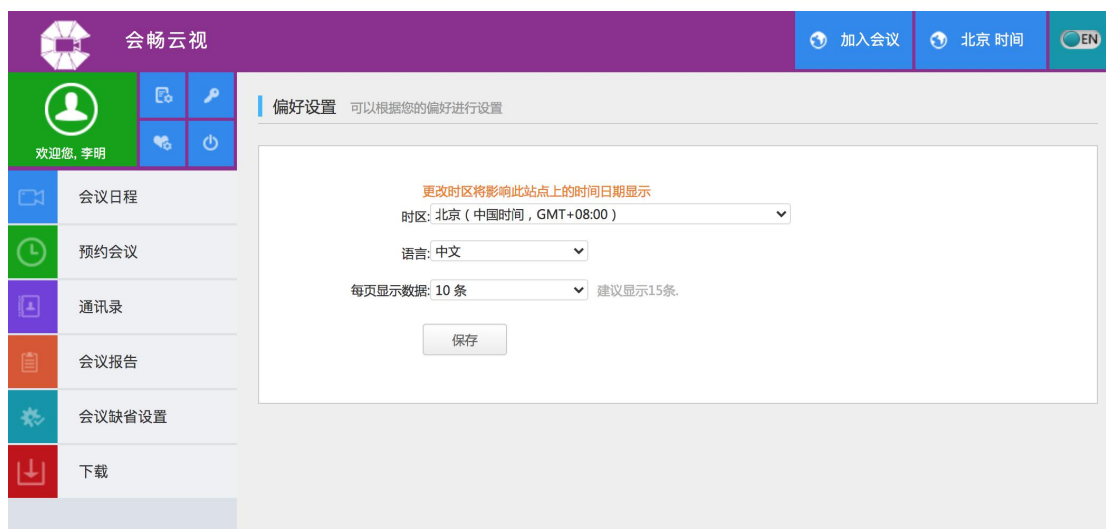 会畅云视
加入会议
北京 时间
EN
欢迎您, 李明
会议日程
预约会议
通讯录
会议报告
会议缺省设置
下载
偏好设置 可以根据您的偏好进行设置
更改时区将影响此站点上的时间日期显示
时区: 北京 ( 中国时间 , GMT+08:00 )
语言: 中文
每页显示数据: 10 条 建议显示15条.
保存